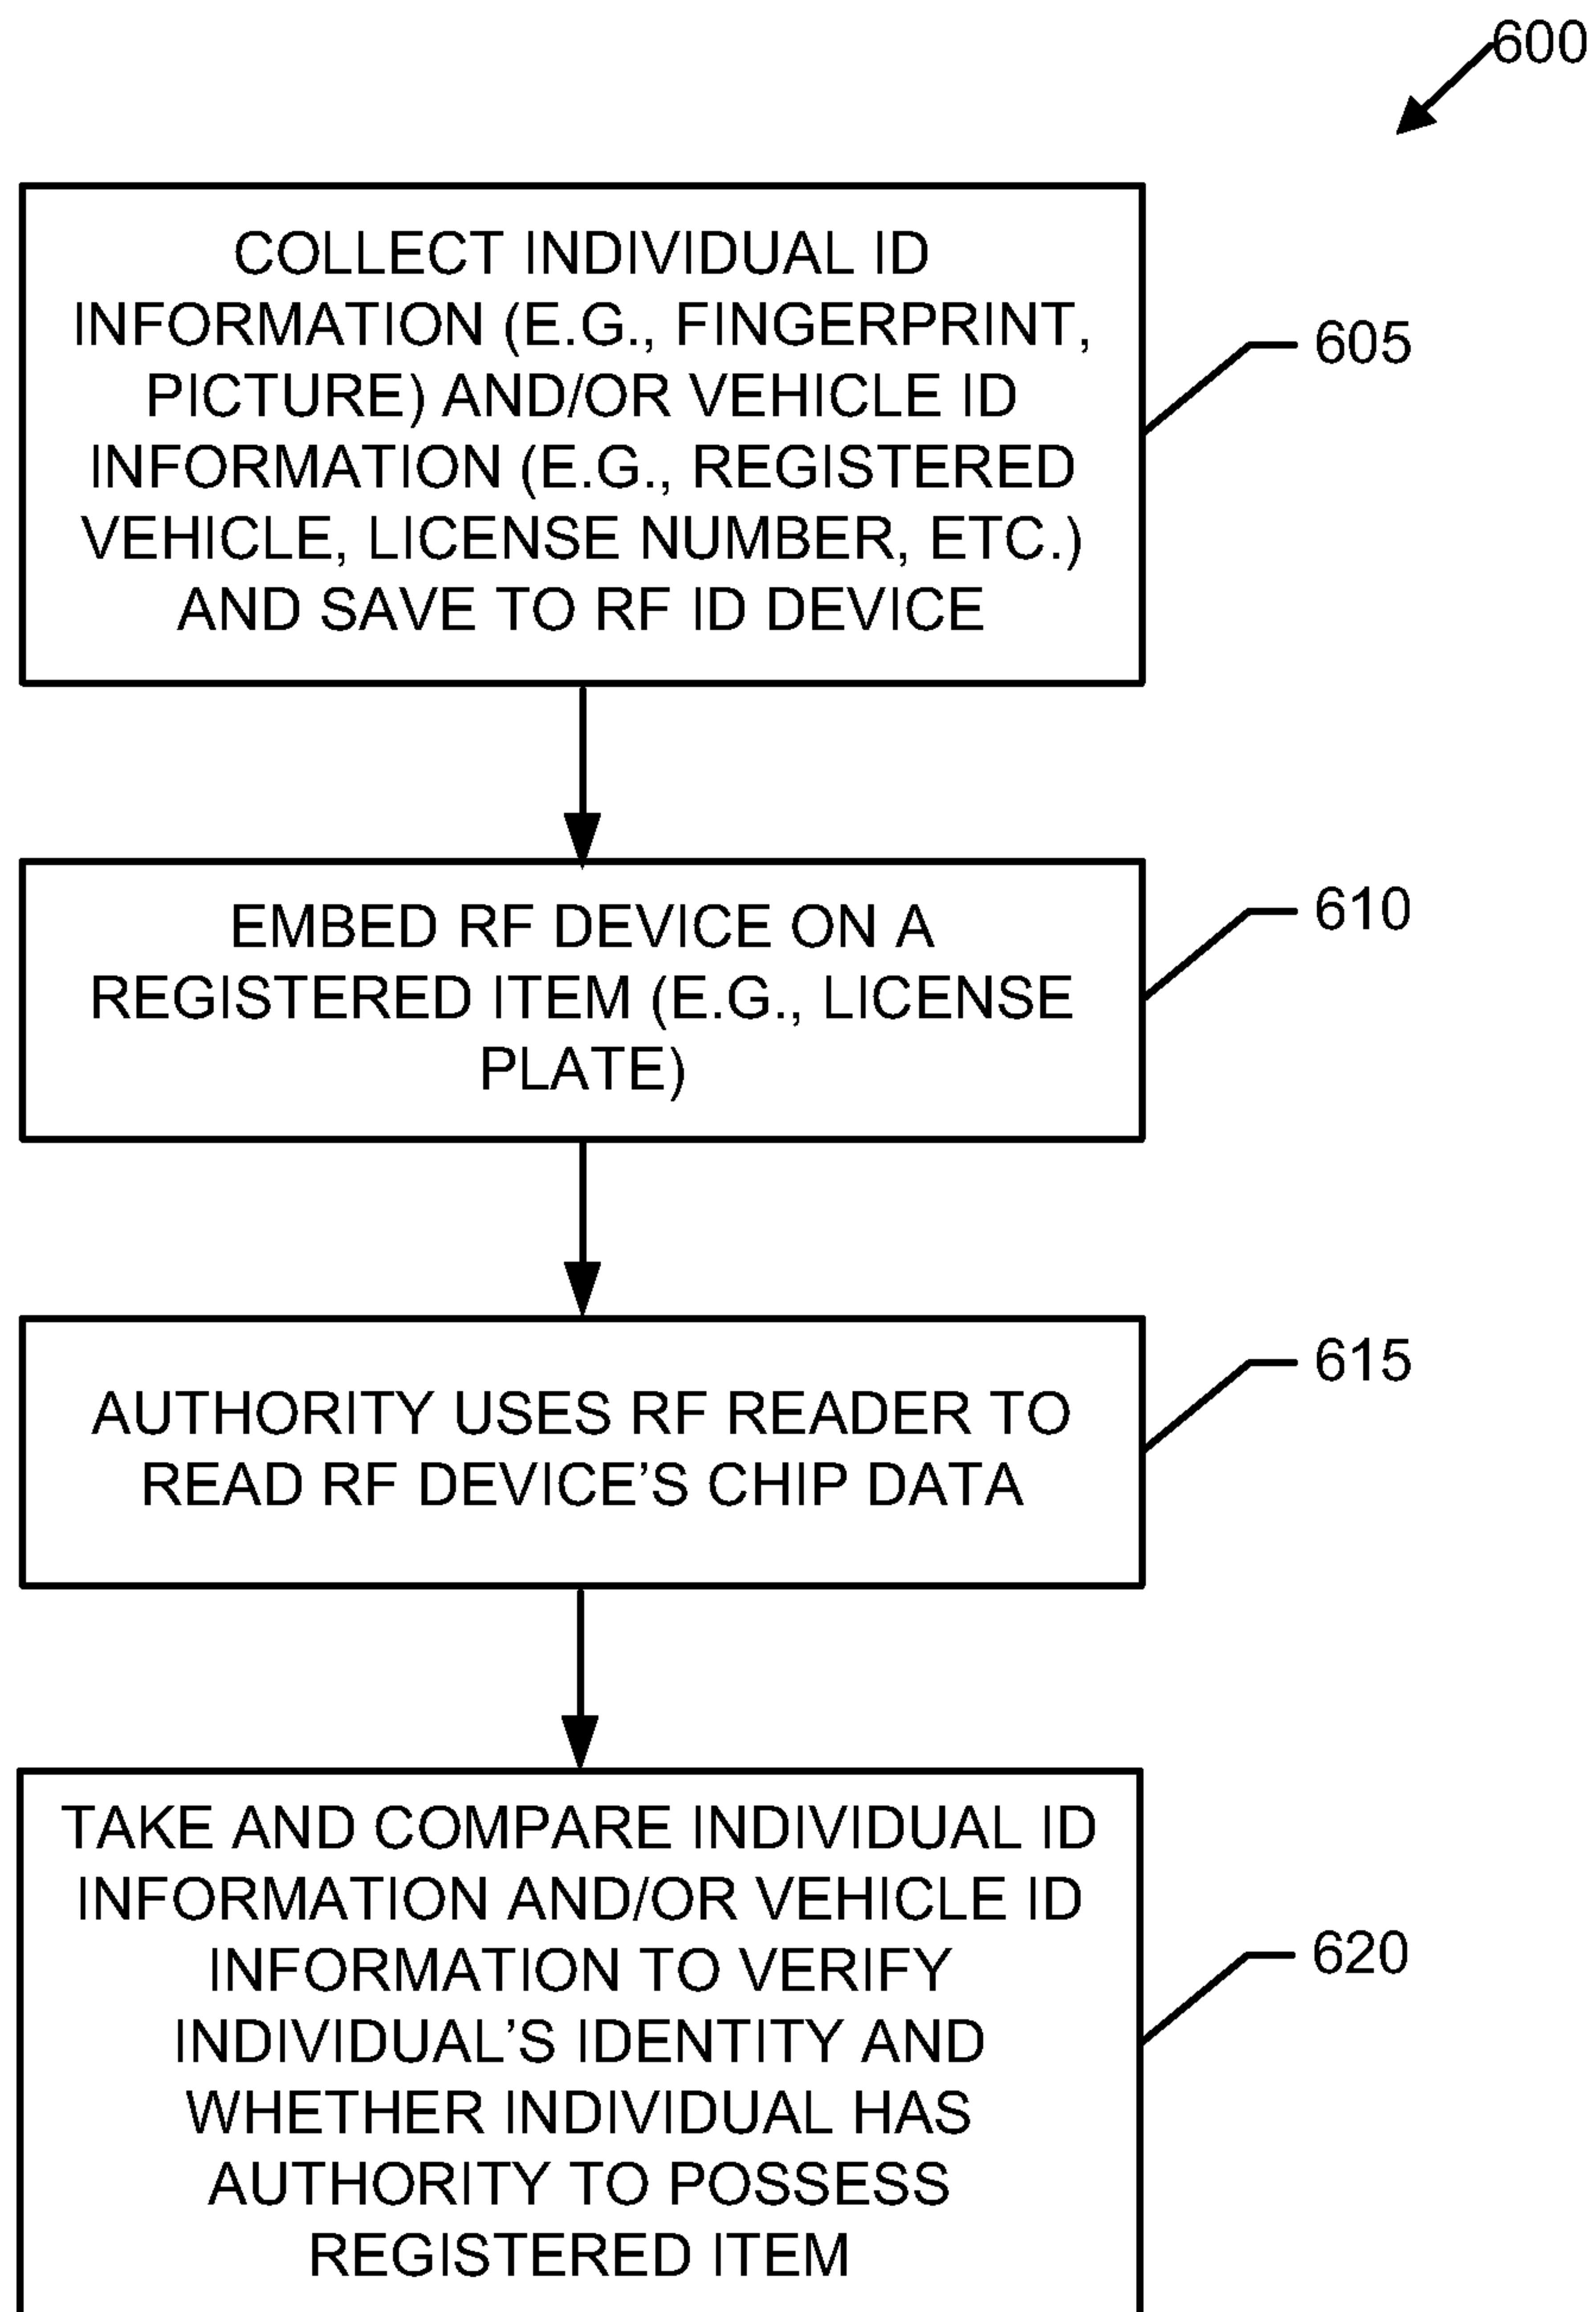 600
COLLECT INDIVIDUAL ID
INFORMATION (E.G., FINGERPRINT,
PICTURE) AND/OR VEHICLE ID
INFORMATION (E.G., REGISTERED
VEHICLE, LICENSE NUMBER, ETC.)
AND SAVE TO RF ID DEVICE
605
EMBED RF DEVICE ON A
REGISTERED ITEM (E.G., LICENSE
PLATE)
610
AUTHORITY USES RF READER TO
READ RF DEVICE'S CHIP DATA
615
TAKE AND COMPARE INDIVIDUAL ID
INFORMATION AND/OR VEHICLE ID
INFORMATION TO VERIFY
INDIVIDUAL'S IDENTITY AND
WHETHER INDIVIDUAL HAS
AUTHORITY TO POSSESS
REGISTERED ITEM
620